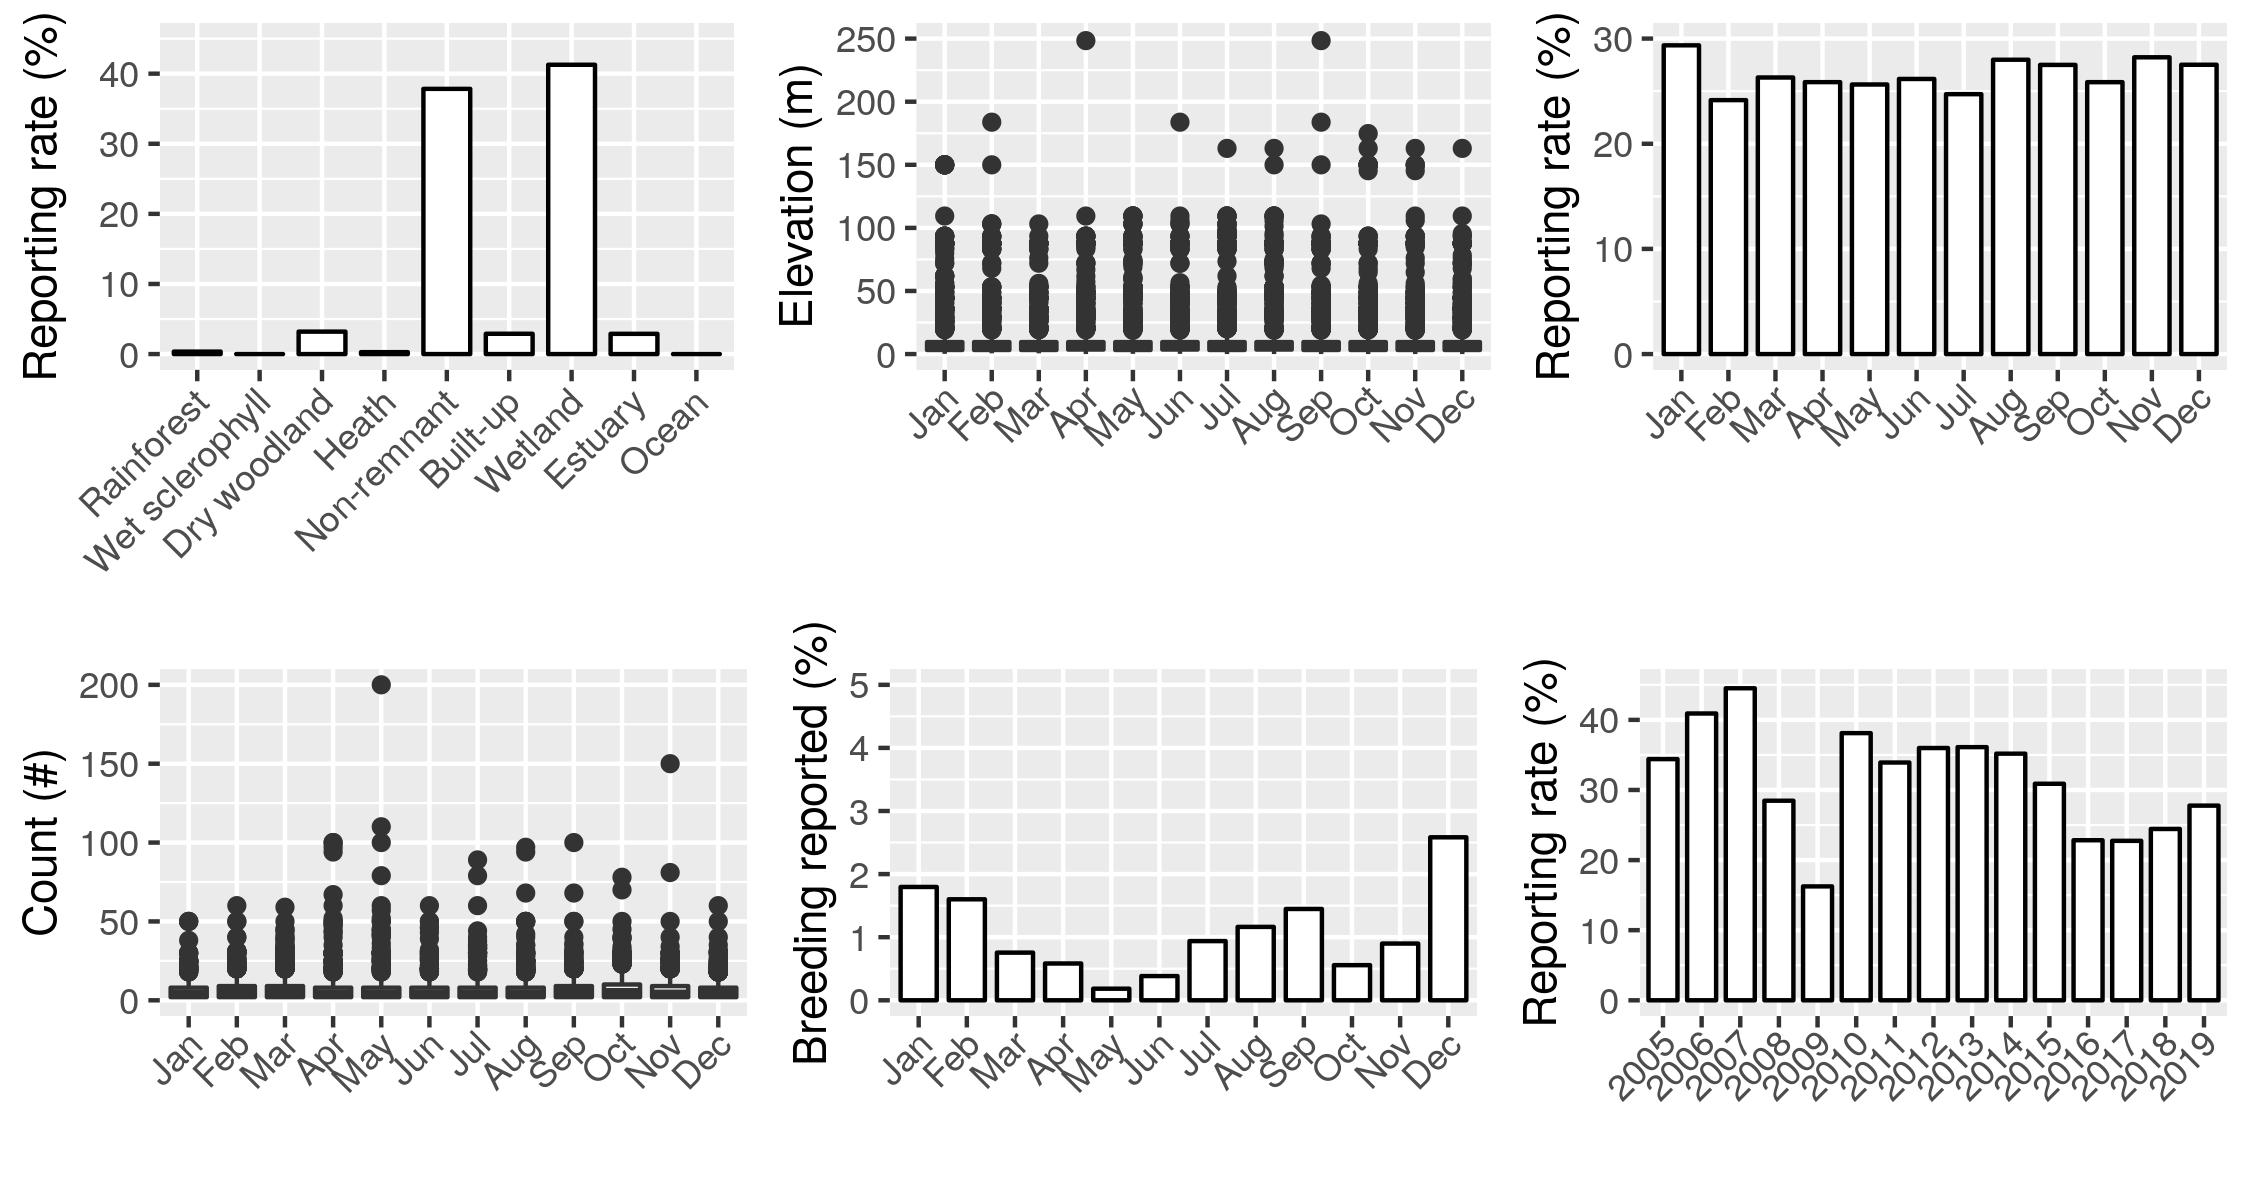 Reporting rate (%)
40
30
20
10
0
Rainforest
Wet sclerophyll
Dry woodland
Heath
Non-remnant
Built-up
Wetland
Estuary
Ocean
Elevation (m)
250
200
150
100
50
0
Jan
Feb
Mar
Apr
May
Jun
Jul
Aug
Sep
Oct
Nov
Dec
Reporting rate (%)
30
20
10
0
Jan
Feb
Mar
Apr
May
Jun
Jul
Aug
Sep
Oct
Nov
Dec
Count (#)
200
150
100
50
0
Jan
Feb
Mar
Apr
May
Jun
Jul
Aug
Sep
Oct
Nov
Dec
Breeding reported (%)
5
4
3
2
1
0
Jan
Feb
Mar
Apr
May
Jun
Jul
Aug
Sep
Oct
Nov
Dec
Reporting rate (%)
40
30
20
10
0
2005
2006
2007
2008
2009
2010
2011
2012
2013
2014
2015
2016
2017
2018
2019